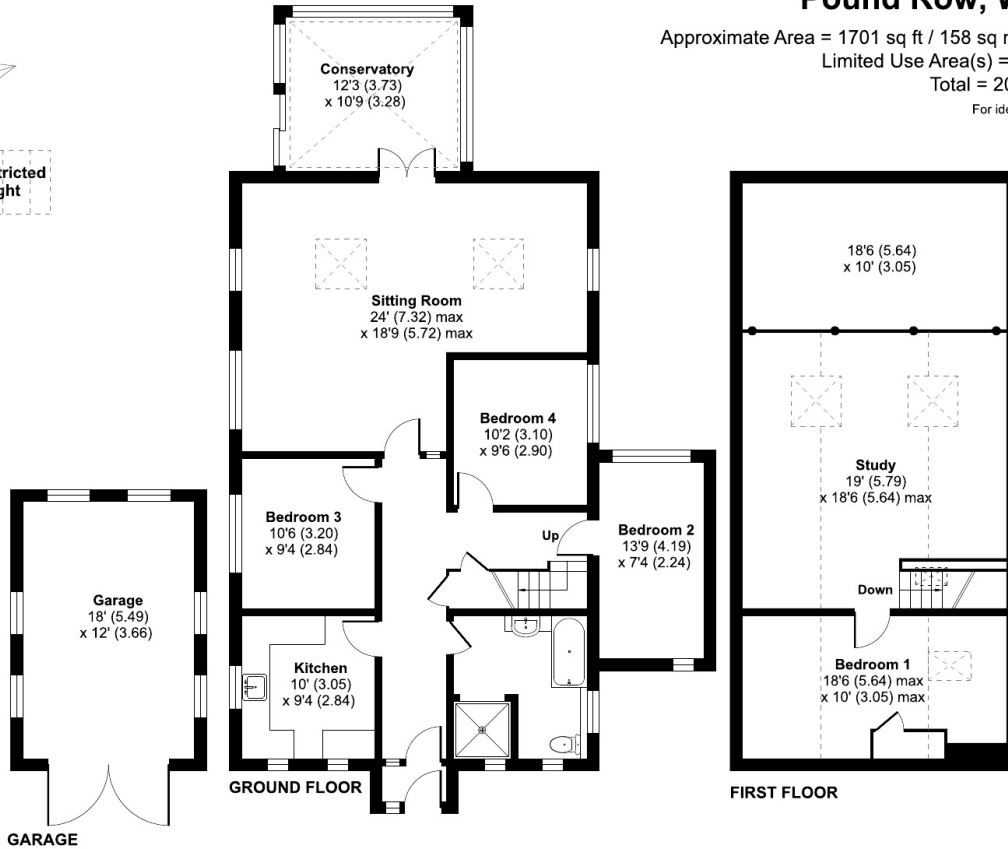 Pound Row,
Approximate Area = 1701 sq ft / 158 sq
Limited Use Area(s) =
Total =
For
Conservatory
12'3 (3.73)
x 10'9 (3.28)
Sitting Room
24' (7.32) max
x 18'9 (5.72) max
Bedroom 4
10'2 (3.10)
x 9'6 (2.90)
Bedroom 3
10'6 (3.20)
x 9'4 (2.84)
Up
Bedroom 2
13'9 (4.19)
x 7'4 (2.24)
Kitchen
10' (3.05)
x 9'4 (2.84)
GROUND FLOOR
Garage
18' (5.49)
x 12' (3.66)
GARAGE
18'6 (5.64)
x 10' (3.05)
Study
19' (5.79)
x 18'6 (5.64) max
Down
Bedroom 1
18'6 (5.64) max
x 10' (3.05) max
FIRST FLOOR